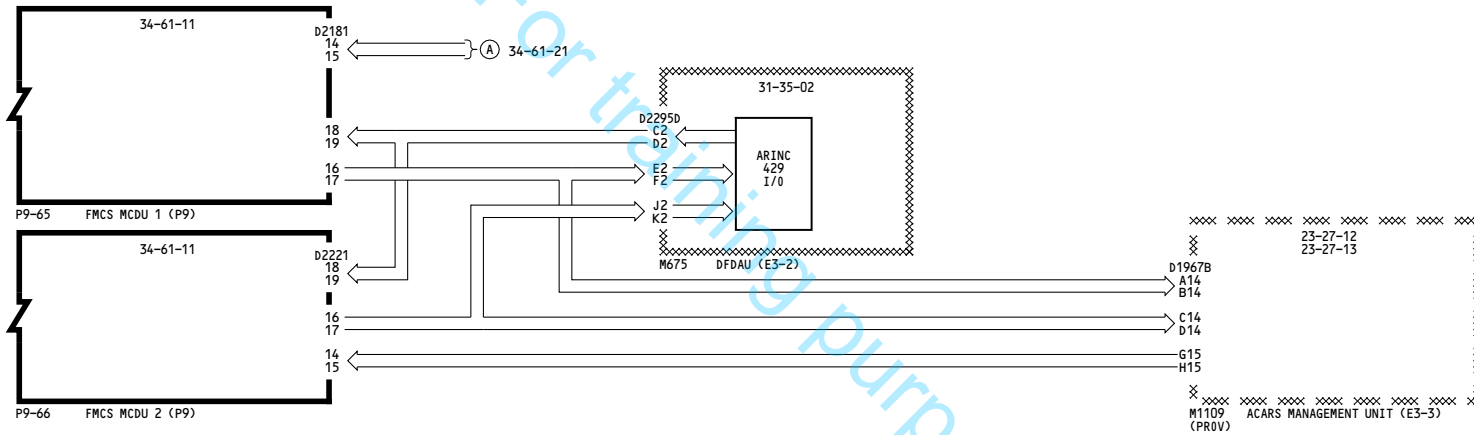 34-61-11
D2181
14
15
A 34-61-21
18
19
16
17
P9-65 FMCS MCDU 1 (P9)
34-61-11
D2221
18
19
16
17
14
15
P9-66 FMCS MCDU 2 (P9)
31-35-02
D2295D
C2
D2
E2
F2
J2
K2
ARINC
429
I/O
M675 DFDAU (E3-2)
23-27-12
23-27-13
D1967B
A14
B14
C14
D14
G15
H15
M1109 ACARS MANAGEMENT UNIT (E3-3)
(PROV)
For training purp